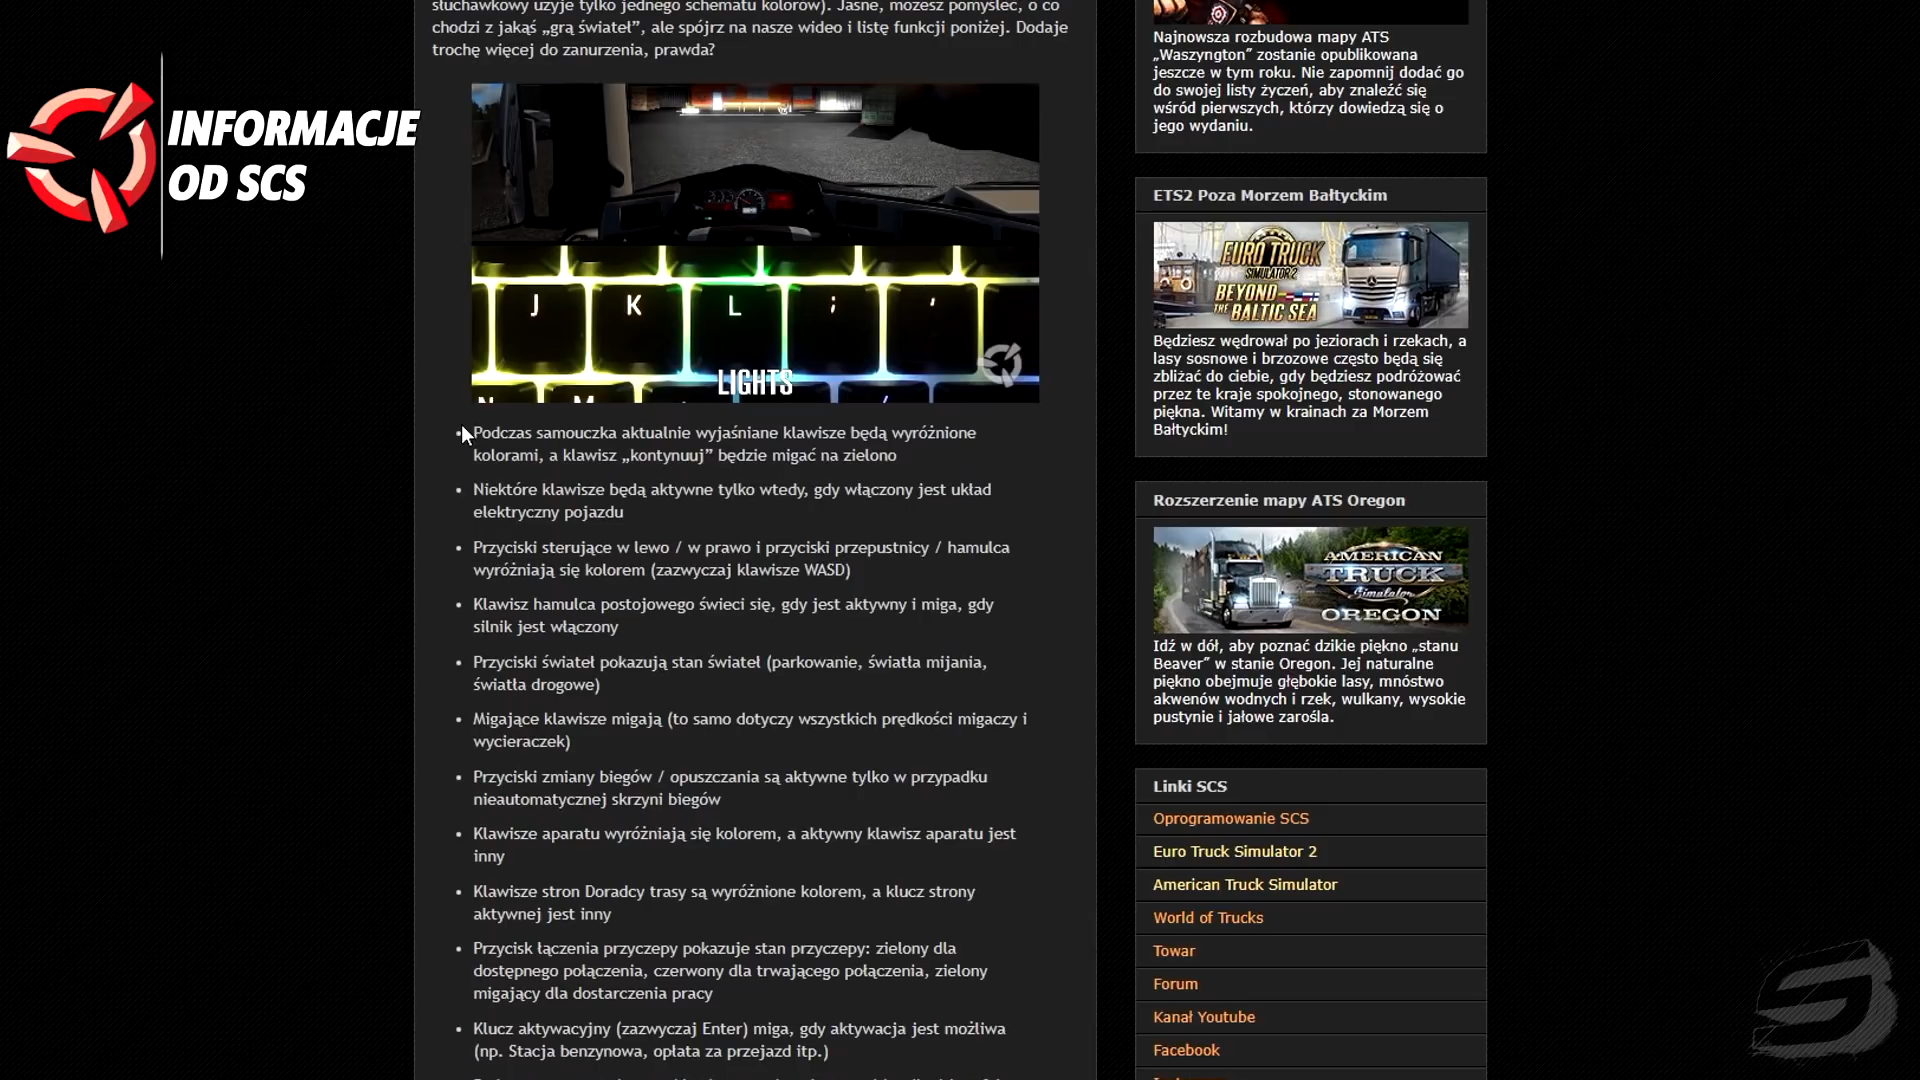 słuchawkowy użyje tylko jednego schematu kolorów). Jasne, możesz pomyśleć, o co
chodzi z jakąś „grą świateł”, ale spójrz na nasze wideo i listę funkcji poniżej. Dodaje
trochę więcej do zanurzenia, prawda?
INFORMACJE
OD SCS
J K L ; '
N M
LIGHTS
Podczas samouczka aktualnie wyjaśniane klawisze będą wyróżnione
kolorami, a klawisz „kontynuuj” będzie migać na zielono
Niektóre klawisze będą aktywne tylko wtedy, gdy włączony jest układ
elektryczny pojazdu
Przyciski sterujące w lewo / w prawo i przyciski przepustnicy / hamulca
wyróżniają się kolorem (zazwyczaj klawisze WASD)
Klawisz hamulca postojowego świeci się, gdy jest aktywny i miga, gdy
silnik jest włączony
Przyciski świateł pokazują stan świateł (parkowanie, światła mijania,
światła drogowe)
Migające klawisze migają (to samo dotyczy wszystkich prędkości migaczy i
wycieraczek)
Przyciski zmiany biegów / opuszczania są aktywne tylko w przypadku
nieautomatycznej skrzyni biegów
Klawisze aparatu wyróżniają się kolorem, a aktywny klawisz aparatu jest
inny
Klawisze stron Doradcy trasy są wyróżnione kolorem, a klucz strony
aktywnej jest inny
Przycisk łączenia przyczepy pokazuje stan przyczepy: zielony dla
dostępnego połączenia, czerwony dla trwającego połączenia, zielony
migający dla dostarczenia pracy
Klucz aktywacyjny (zazwyczaj Enter) miga, gdy aktywacja jest możliwa
(np. Stacja benzynowa, opłata za przejazd itp.)
Najnowsza rozbudowa mapy ATS
„Waszyngton” zostanie opublikowana
jeszcze w tym roku. Nie zapomnij dodać go
do swojej listy życzeń, aby znaleźć się
wśród pierwszych, którzy dowiedzą się o
jego wydaniu.
ETS2 Poza Morzem Bałtyckim
EURO TRUCK
SIMULATOR 2
BEYOND
THE BALTIC SEA
Będziesz wędrował po jeziorach i rzekach, a
lasy sosnowe i brzozowe często będą się
zbliżać do ciebie, gdy będziesz podróżować
przez te kraje spokojnego, stonowanego
piękna. Witamy w krainach za Morzem
Bałtyckim!
Rozszerzenie mapy ATS Oregon
AMERICAN
TRUCK
Simulator
OREGON
Idź w dół, aby poznać dzikie piękno „stanu
Beaver” w stanie Oregon. Jej naturalne
piękno obejmuje głębokie lasy, mnóstwo
akwenów wodnych i rzek, wulkany, wysokie
pustynie i jałowe zarośla.
Linki SCS
Oprogramowanie SCS
Euro Truck Simulator 2
American Truck Simulator
World of Trucks
Towar
Forum
Kanał Youtube
Facebook